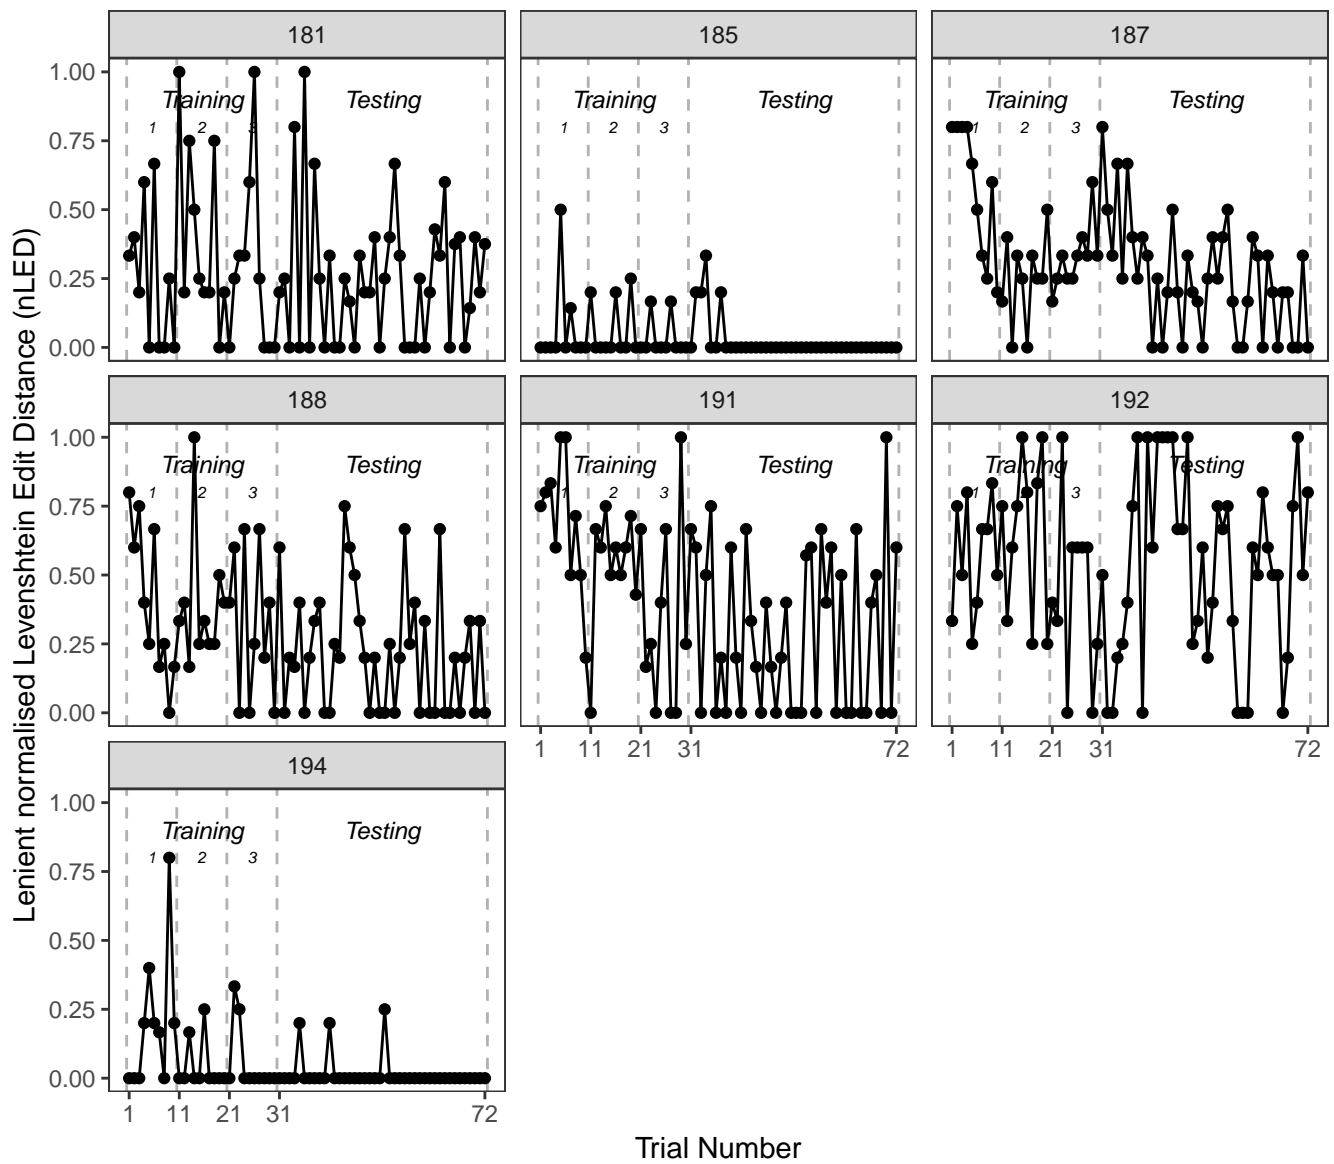 181
185
187
1.00
0.75
0.50
0.25
0.00
Training
Testing
1
2
3
Training
Testing
1
2
3
Training
Testing
1
2
3
188
191
192
1.00
0.75
0.50
0.25
0.00
Training
Testing
1
2
3
Training
Testing
1
2
3
Training
Testing
1
3
1 11 21 31 72
1 11 21 31 72
194
1.00
0.75
0.50
0.25
0.00
Training
Testing
1
2
3
1 11 21 31 72
Lenient normalised Levenshtein Edit Distance (nLED)
Trial Number